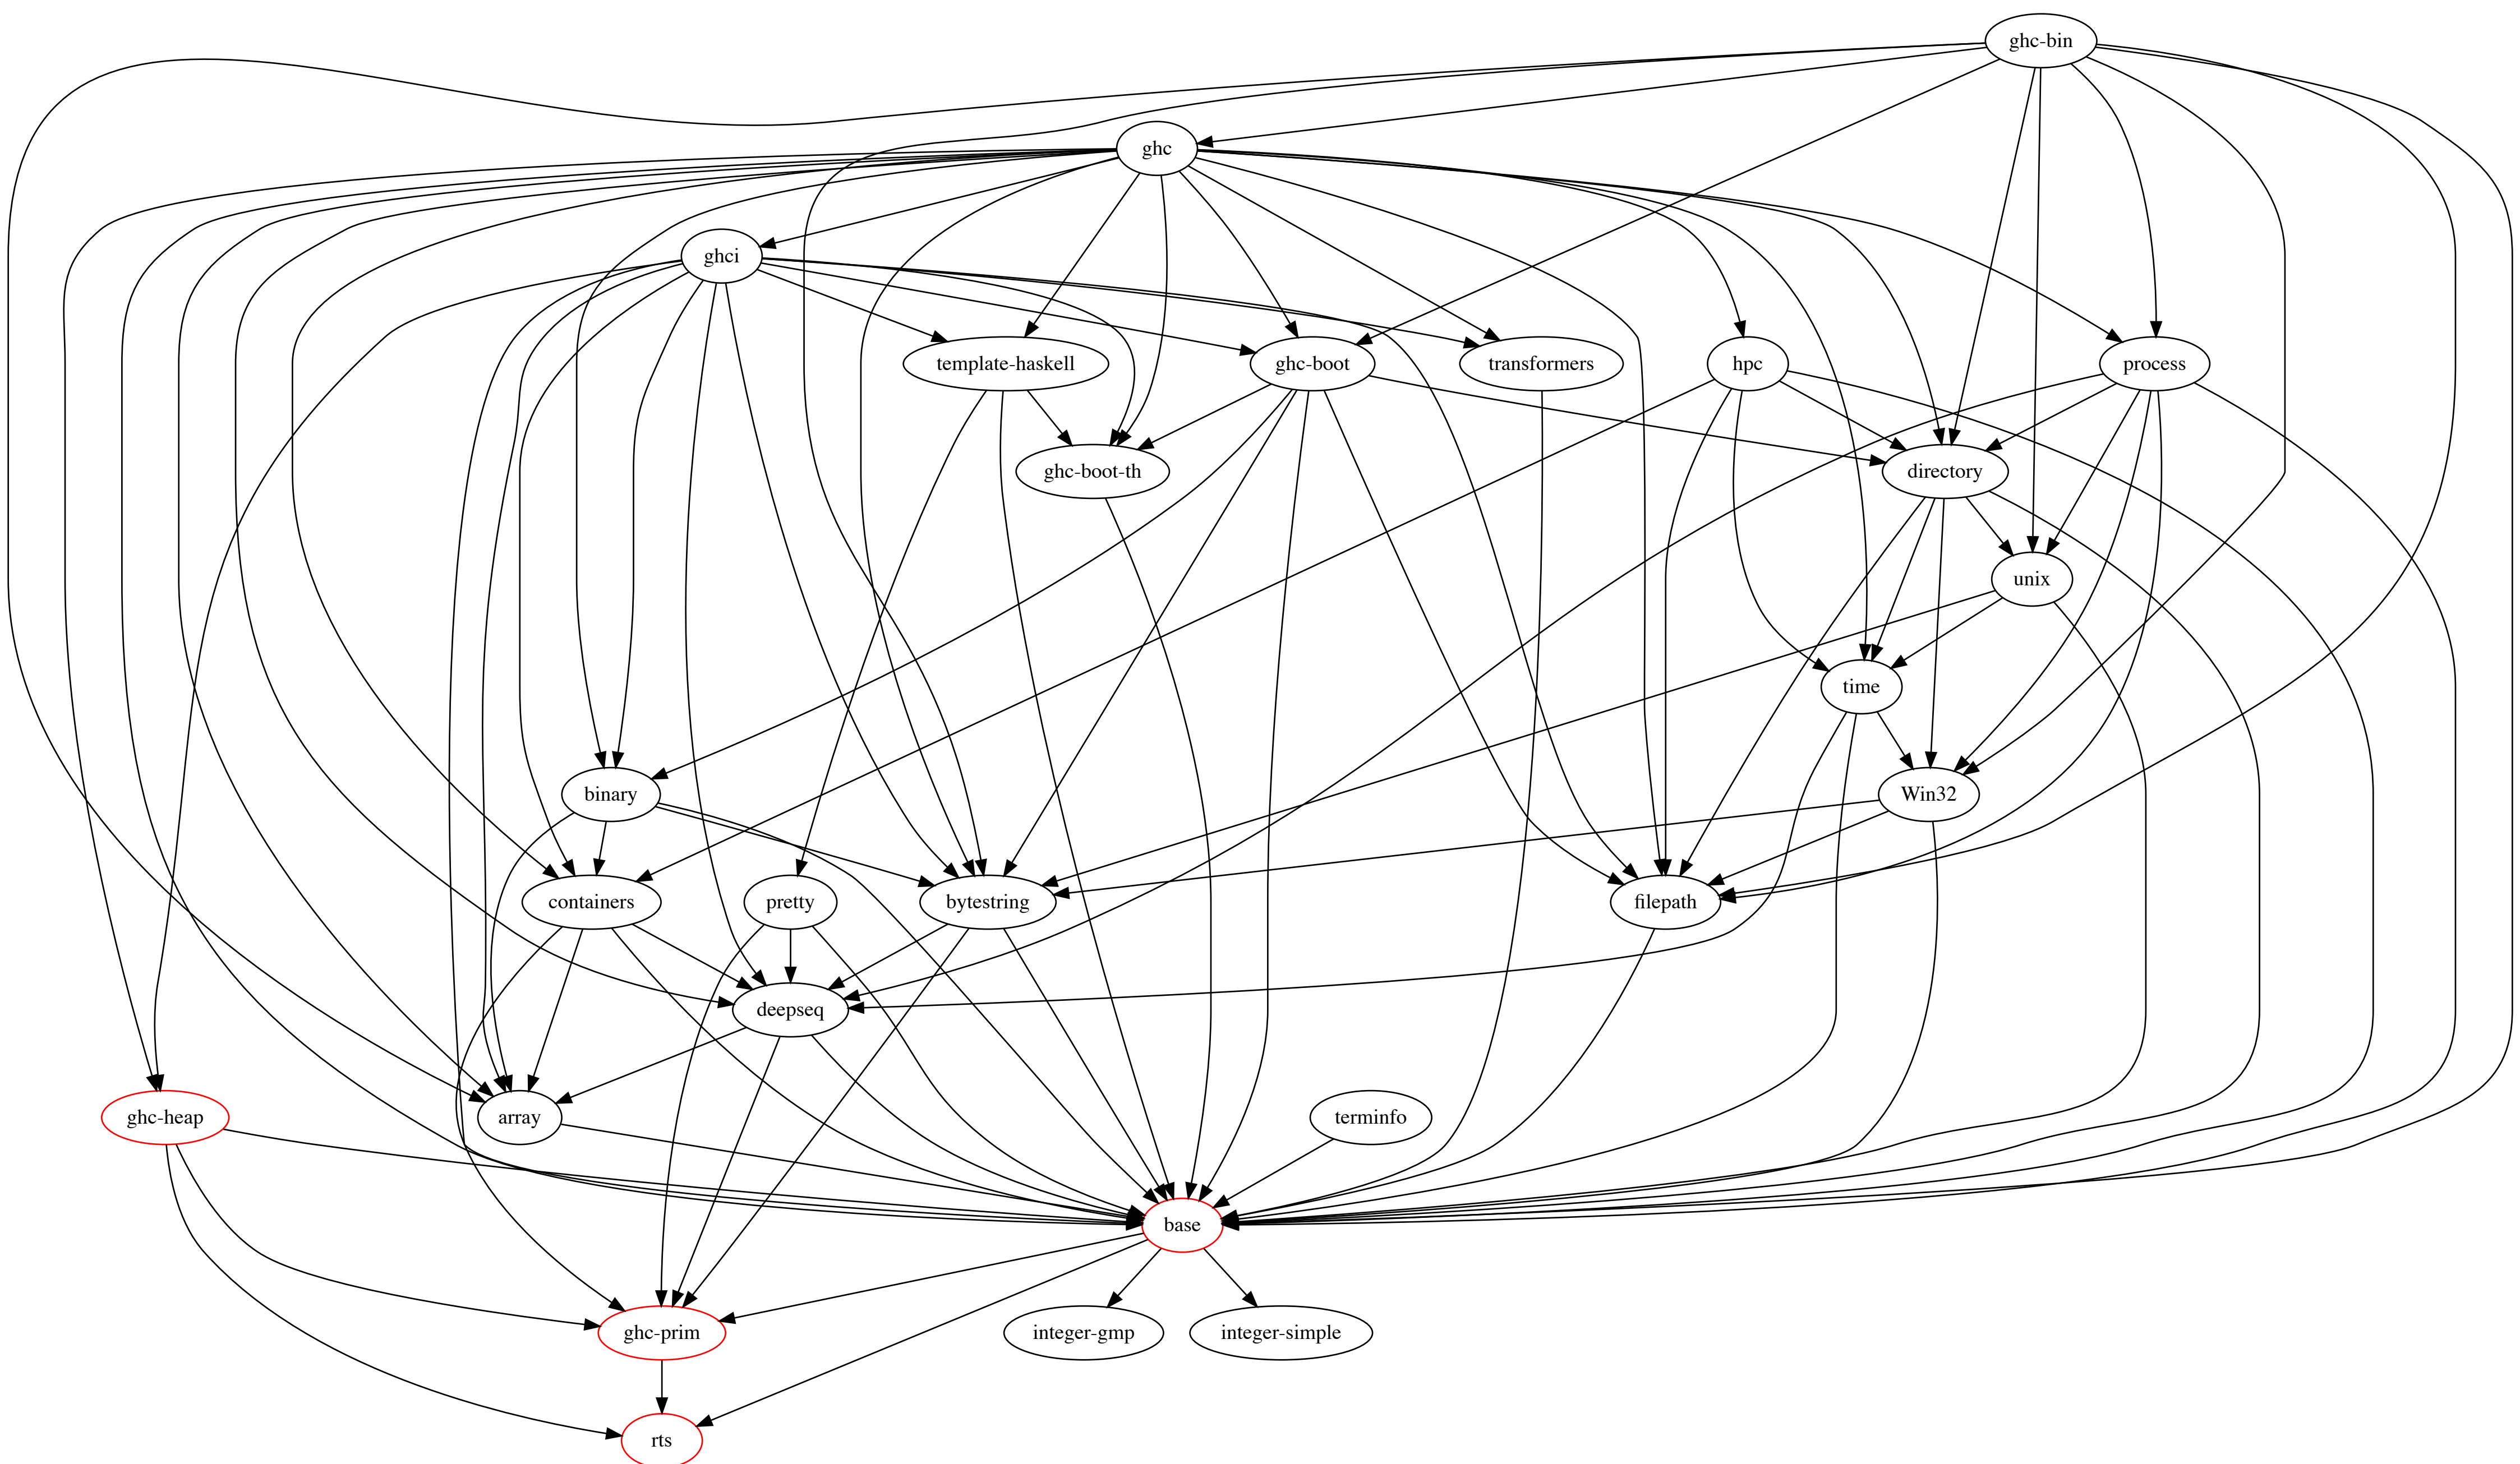 ghc-bin
ghc
ghci
template-haskell
ghc-boot
transformers
hpc
process
ghc-boot-th
directory
unix
time
binary
Win32
containers
pretty
bytestring
filepath
deepseq
ghc-heap
array
terminfo
base
ghc-prim
integer-gmp
integer-simple
rts